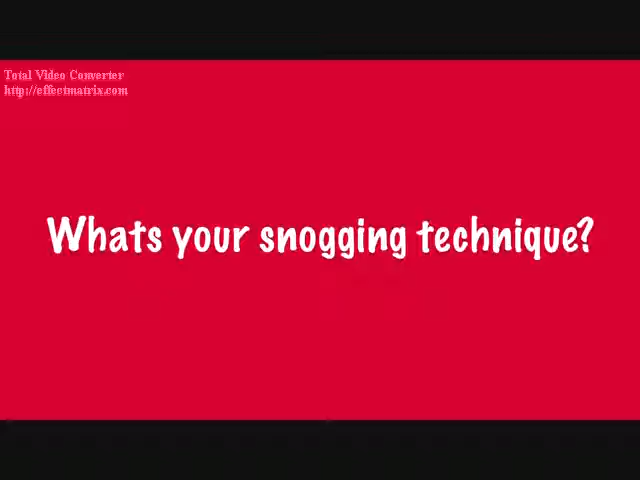 Total Video Converter
http://effectmatrix.com
Whats your snogging technique?